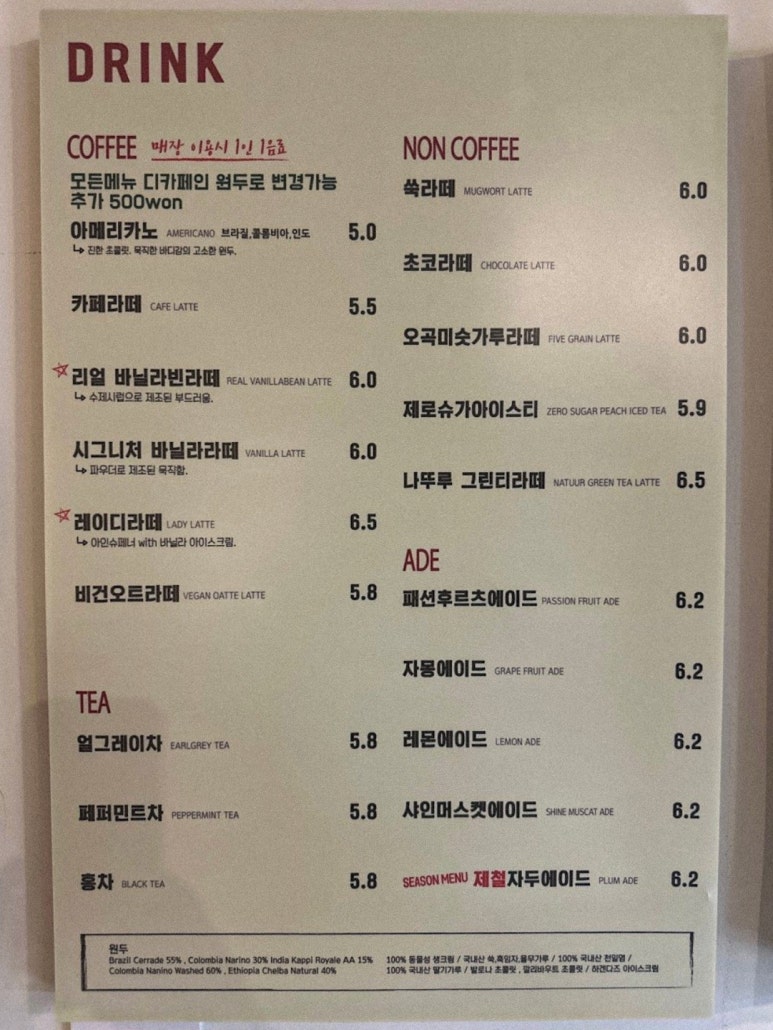 DRINK
COFFEE 매장 이용시 1인 1음료
모든메뉴 디카페인 원두로 변경가능
추가 500won
아메리카노 AMERICANO 브라질,콜롬비아,인도 5.0
↳ 진한 초콜릿. 묵직한 바디감의 고소한 원두.
카페라떼 CAFE LATTE 5.5
☆ 리얼 바닐라빈라떼 REAL VANILLABEAN LATTE 6.0
↳ 수제시럽으로 제조된 부드러움.
시그니처 바닐라라떼 VANILLA LATTE 6.0
↳ 파우더로 제조된 묵직함.
☆ 레이디라떼 LADY LATTE 6.5
↳ 아인슈페너 with 바닐라 아이스크림.
비건오트라떼 VEGAN OATTE LATTE 5.8
TEA
얼그레이차 EARLGREY TEA 5.8
페퍼민트차 PEPPERMINT TEA 5.8
홍차 BLACK TEA 5.8
NON COFFEE
쑥라떼 MUGWORT LATTE 6.0
초코라떼 CHOCOLATE LATTE 6.0
오곡미숫가루라떼 FIVE GRAIN LATTE 6.0
제로슈가아이스티 ZERO SUGAR PEACH ICED TEA 5.9
나뚜루 그린티라떼 NATUUR GREEN TEA LATTE 6.5
ADE
패션후르츠에이드 PASSION FRUIT ADE 6.2
자몽에이드 GRAPE FRUIT ADE 6.2
레몬에이드 LEMON ADE 6.2
샤인머스켓에이드 SHINE MUSCAT ADE 6.2
SEASON MENU 제철자두에이드 PLUM ADE 6.2
원두
Brazil Cerrade 55% , Colombia Narino 30% India Kappi Royale AA 15%
Colombia Nanino Washed 60% , Ethiopia Chelba Natural 40%
100% 동물성 생크림 / 국내산 쑥,흑임자,율무가루 / 100% 국내산 천일염 /
100% 국내산 딸기가루 / 발로나 초콜릿 , 깔리바우트 초콜릿 / 하겐다즈 아이스크림